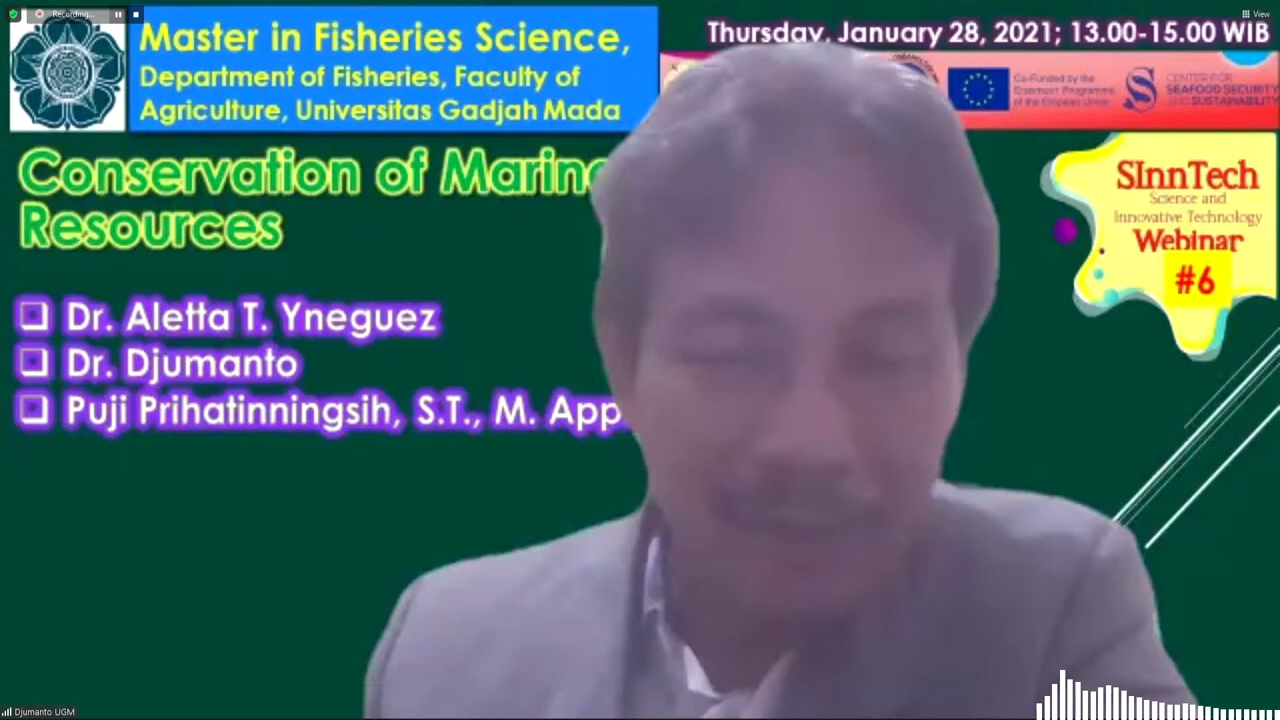 Recording...
View
Master in Fisheries Science,
Department of Fisheries, Faculty of
Agriculture, Universitas Gadjah Mada
Thursday, January 28, 2021; 13.00-15.00 WIB
Co-Funded by the
Erasmus+ Programme
of the European Union
CENTER FOR
SEAFOOD SECURITY
AND SUSTAINABILITY
Conservation of Marine
Resources
SInnTech
Science and
Innovative Technology
Webinar
#6
Dr. Aletta T. Yneguez
Dr. Djumanto
Puji Prihatinningsih, S.T., M. App.
Djumanto UGM